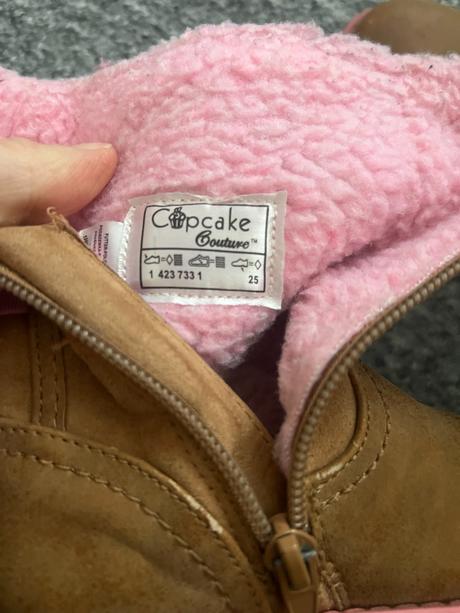 Cupcake
Couture™
1 423 733 1
25